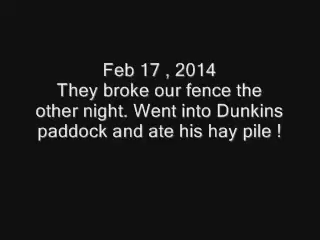 Feb 17 , 2014
They broke our fence the
other night. Went into Dunkins
paddock and ate his hay pile !